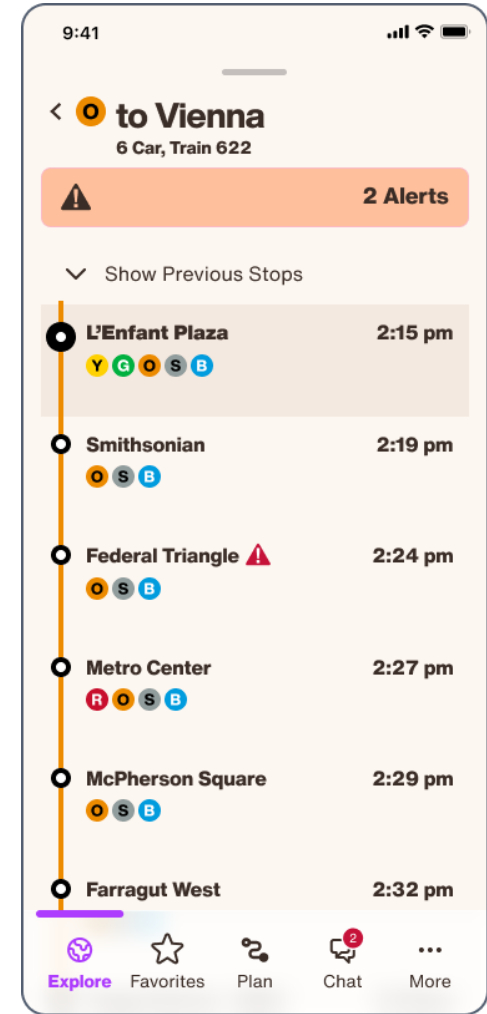 9:41
O to Vienna
6 Car, Train 622
2 Alerts
Show Previous Stops
L’Enfant Plaza 2:15 pm
Y G O S B
Smithsonian 2:19 pm
O S B
Federal Triangle 2:24 pm
O S B
Metro Center 2:27 pm
R O S B
McPherson Square 2:29 pm
O S B
Farragut West 2:32 pm
2
Explore Favorites Plan Chat More